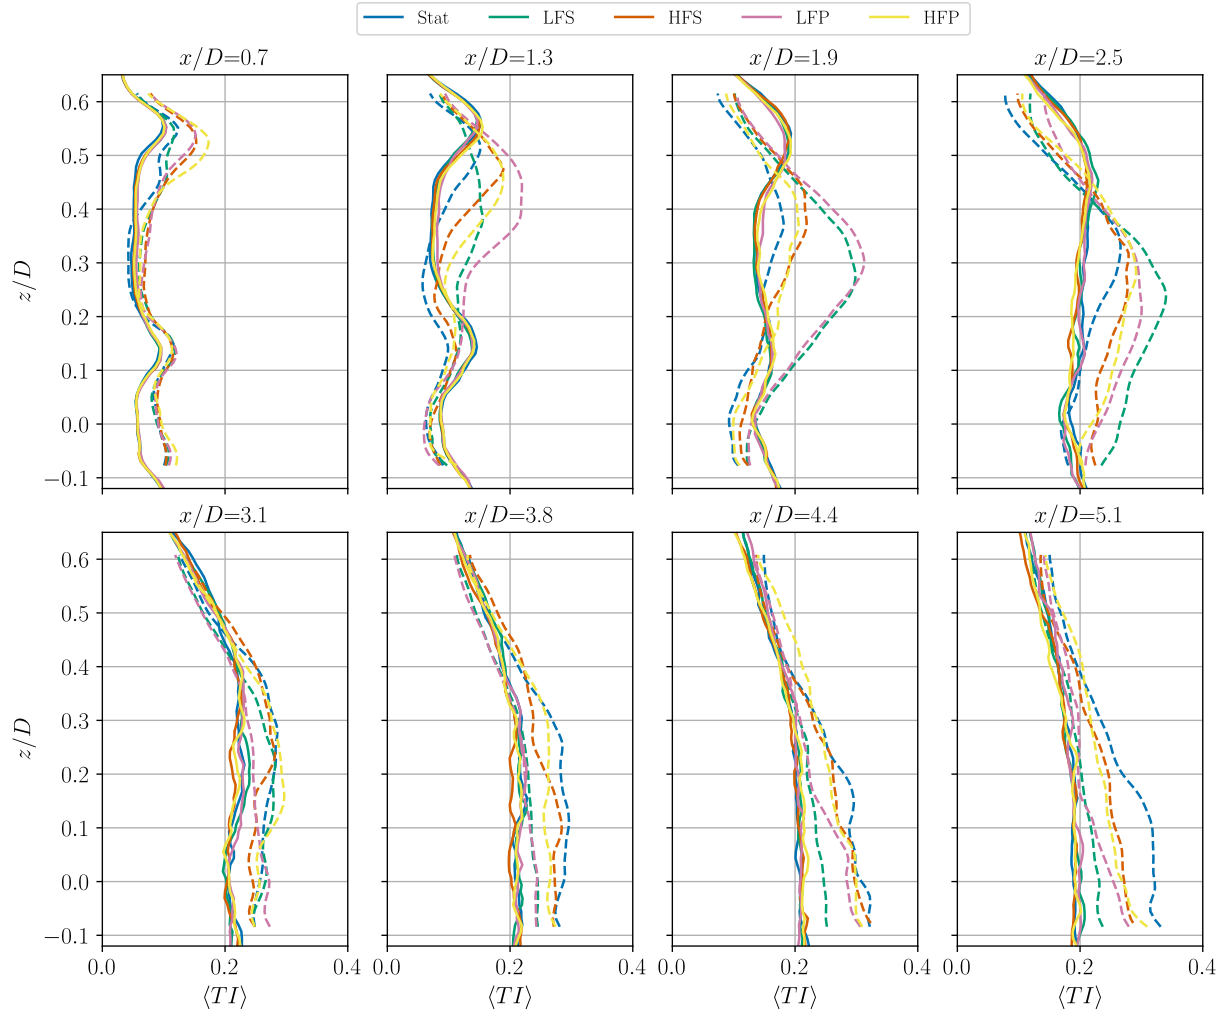 Stat LFS HFS LFP HFP
x/D=0.7 x/D=1.3 x/D=1.9 x/D=2.5
0.6
0.5
0.4
0.3
0.2
0.1
0.0
−0.1
z/D
x/D=3.1 x/D=3.8 x/D=4.4 x/D=5.1
0.6
0.5
0.4
0.3
0.2
0.1
0.0
−0.1
z/D
0.0 0.2 0.4 0.0 0.2 0.4 0.0 0.2 0.4 0.0 0.2 0.4
⟨TI⟩ ⟨TI⟩ ⟨TI⟩ ⟨TI⟩